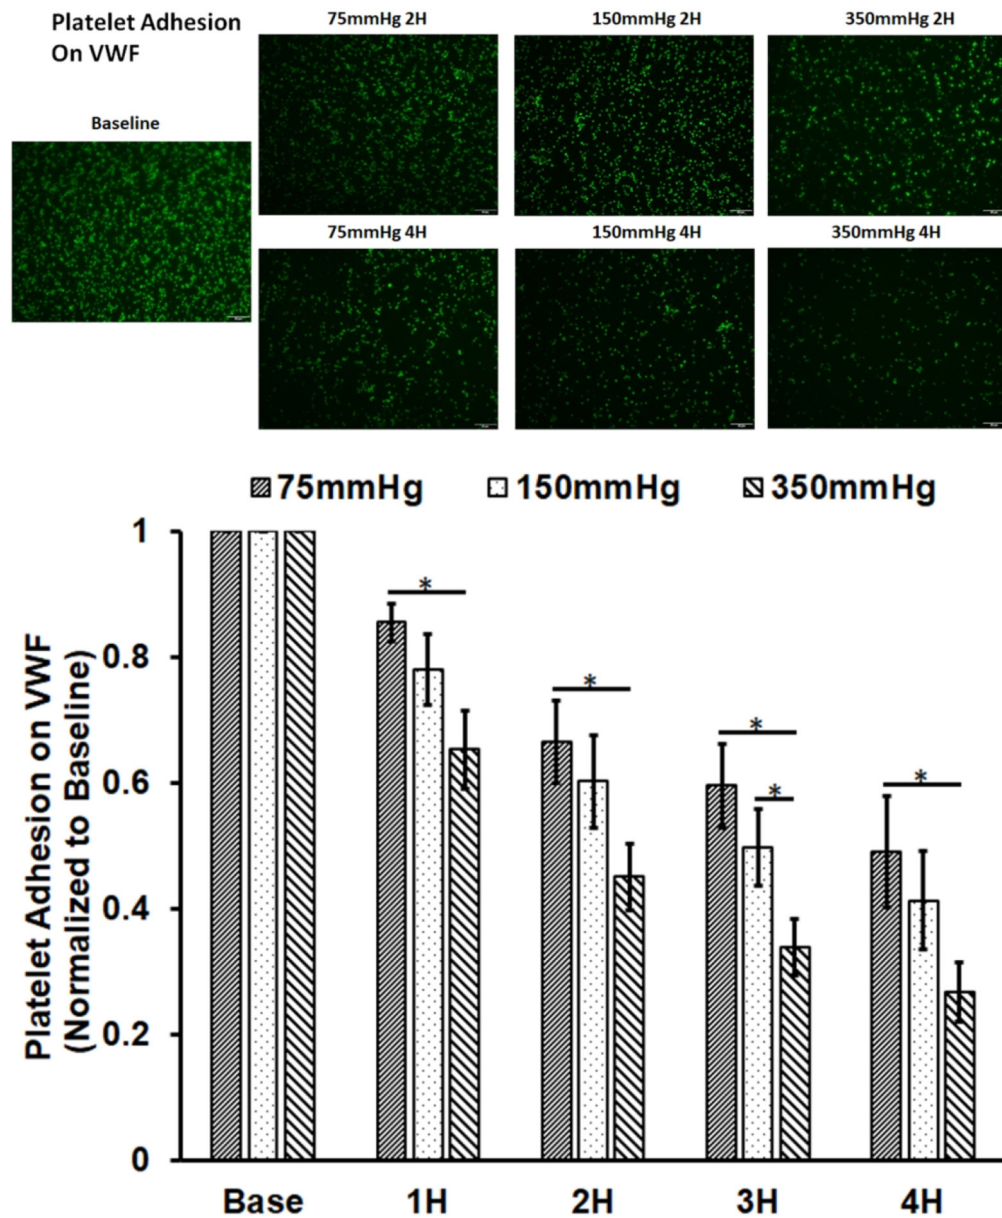 Platelet Adhesion
On VWF
Baseline
75mmHg 2H
150mmHg 2H
350mmHg 2H
75mmHg 4H
150mmHg 4H
350mmHg 4H
75mmHg
150mmHg
350mmHg
Platelet Adhesion on VWF
(Normalized to Baseline)
1
0.8
0.6
0.4
0.2
0
*
*
*
*
*
Base
1H
2H
3H
4H